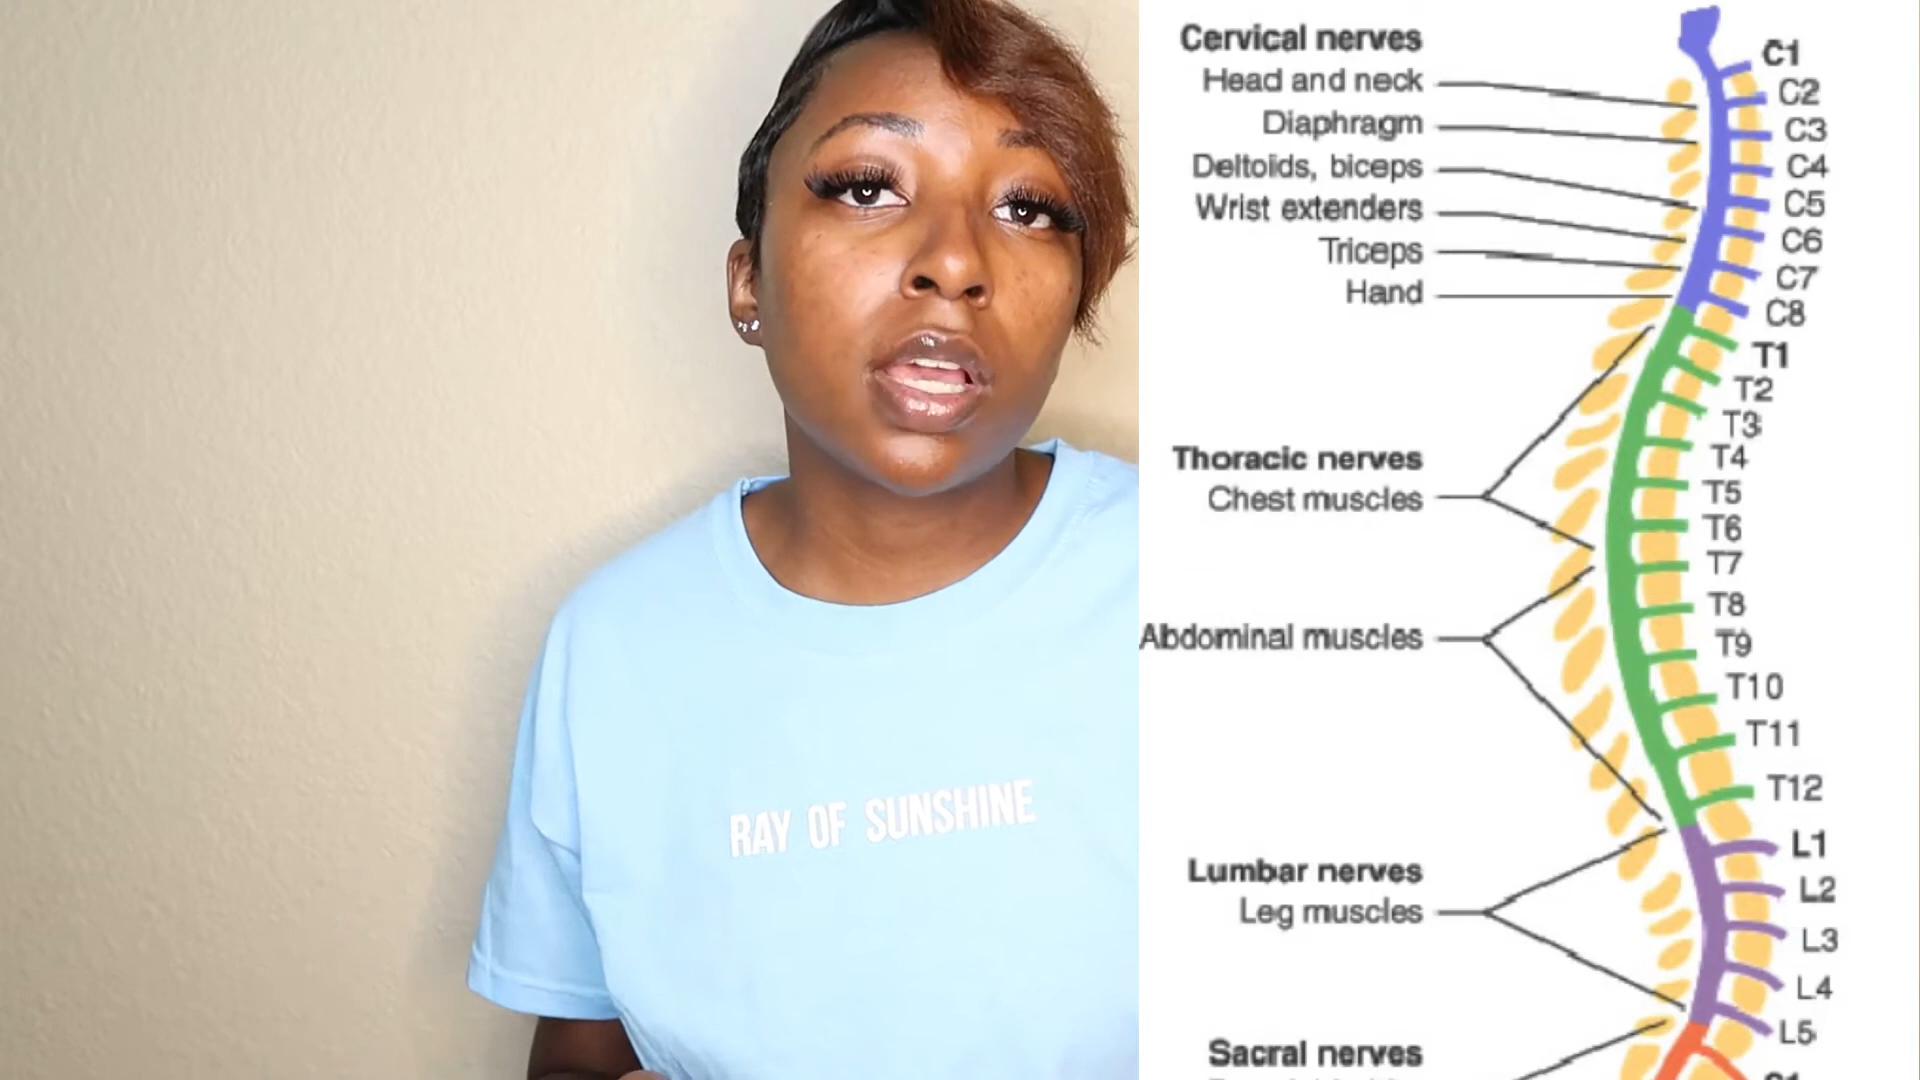 RAY OF SUNSHINE
Cervical nerves
Head and neck
Diaphragm
Deltoids, biceps
Wrist extenders
Triceps
Hand
Thoracic nerves
Chest muscles
Abdominal muscles
Lumbar nerves
Leg muscles
Sacral nerves
C1
C2
C3
C4
C5
C6
C7
C8
T1
T2
T3
T4
T5
T6
T7
T8
T9
T10
T11
T12
L1
L2
L3
L4
L5